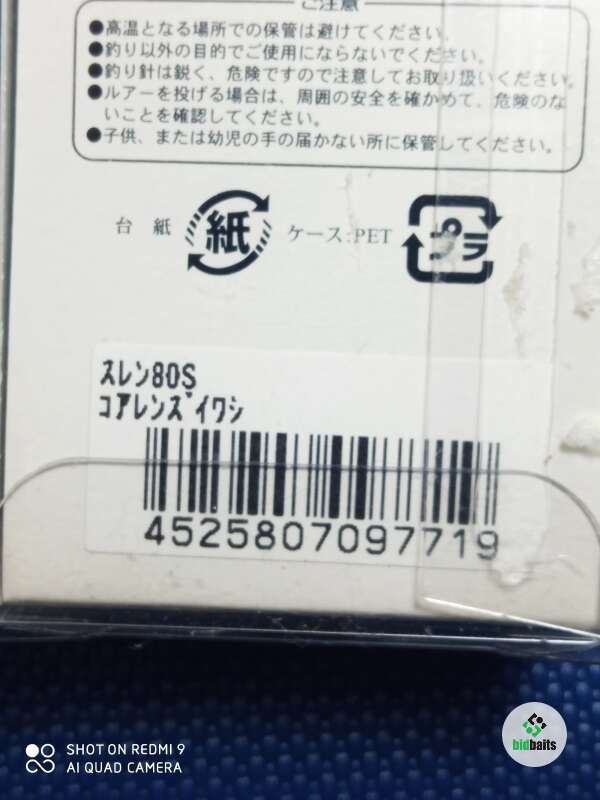 ご注意
●高温となる場所での保管は避けてください。
●釣り以外の目的でご使用にならないでください。
●釣り針は鋭く、危険ですので注意してお取り扱いください。
●ルアーを投げる場合は、周囲の安全を確かめて、危険のな
いことを確認してください。
●子供、または幼児の手の届かない所に保管してください。
台 紙 紙 ケース:PET プラ
スレン80S
コアレンズイワシ
4525807097719
SHOT ON REDMI 9
AI QUAD CAMERA
bidbaits